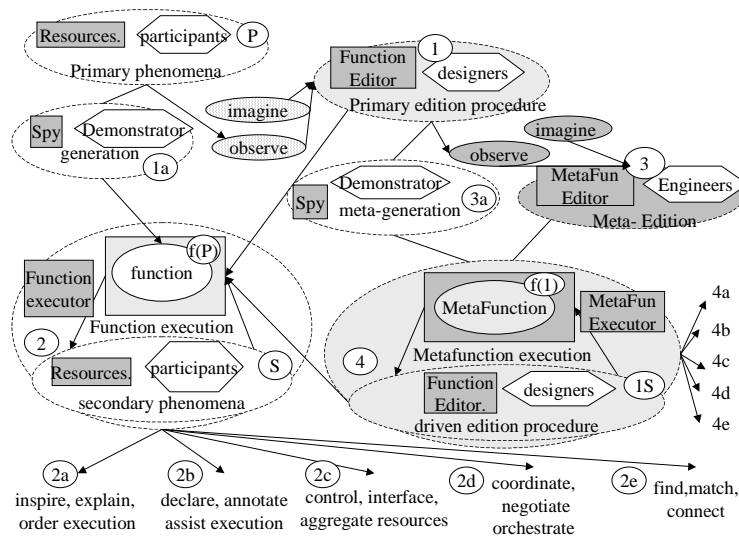 Resources.
participants
P
Primary phenomena
1
Function
Editor
designers
Primary edition procedure
imagine
observe
Spy
Demonstrator
generation
1a
imagine
observe
3
MetaFun
Editor
Engineers
Meta- Edition
Demonstrator
Spy
meta-generation
3a
f(P)
function
Function
executor
Function execution
2
Resources.
participants
S
secondary phenomena
f(1)
MetaFunction
MetaFun
Executor
Metafunction execution
4
Function
Editor.
designers
1S
driven edition procedure
4a
4b
4c
4d
4e
2a
inspire, explain,
order execution
2b
declare, annotate
assist execution
2c
control, interface,
aggregate resources
2d
coordinate,
negotiate
orchestrate
2e
find,match,
connect